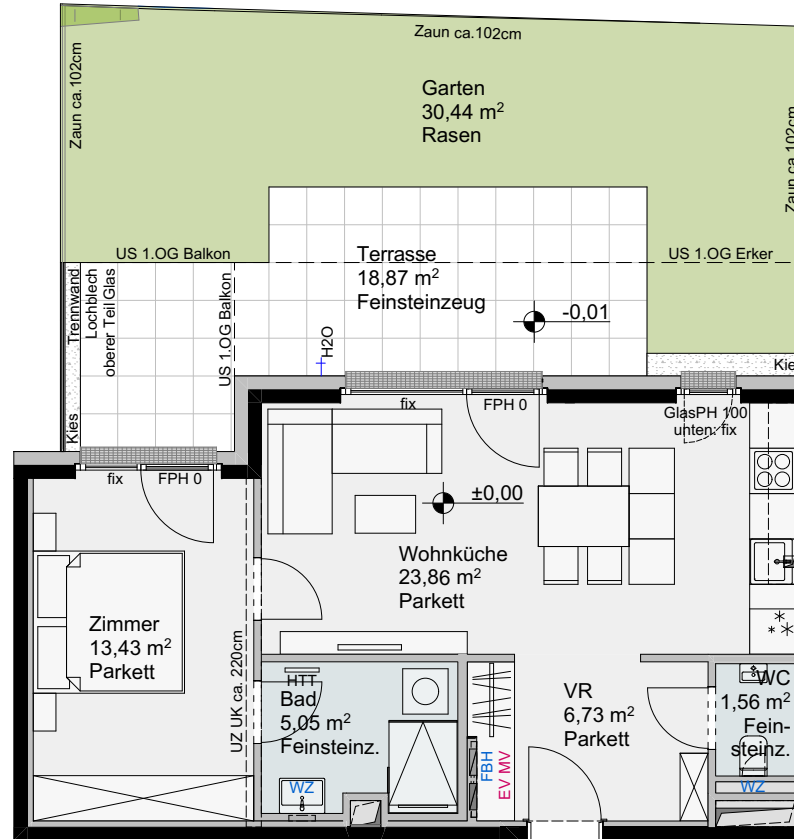 Zaun ca.102cm
Zaun ca.102cm
Zaun ca.102cm
Garten
30,44 m²
Rasen
US 1.OG Balkon
Terrasse
18,87 m²
Feinsteinzeug
US 1.OG Erker
Trennwand
Lochblech
oberer Teil Glas
US 1.OG Balkon
H2O
-0,01
Kies
Kie
fix
FPH 0
GlasPH 100
unten: fix
fix
FPH 0
±0,00
Wohnküche
23,86 m²
Parkett
Zimmer
13,43 m²
Parkett
UZ UK ca. 220cm
HTT
Bad
5,05 m²
Feinsteinz.
WZ
FBH
EV MV
VR
6,73 m²
Parkett
WC
1,56 m²
Fein-
steinz.
WZ